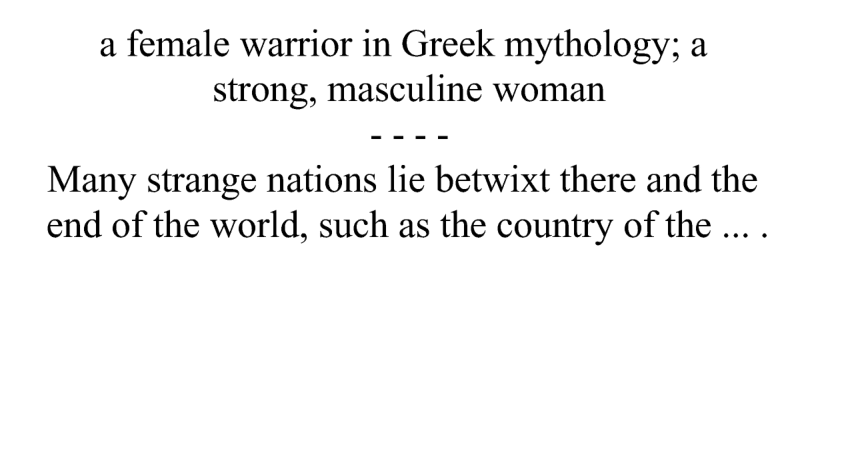 a female warrior in Greek mythology; a
strong, masculine woman
- - - -
Many strange nations lie betwixt there and the
end of the world, such as the country of the ... .